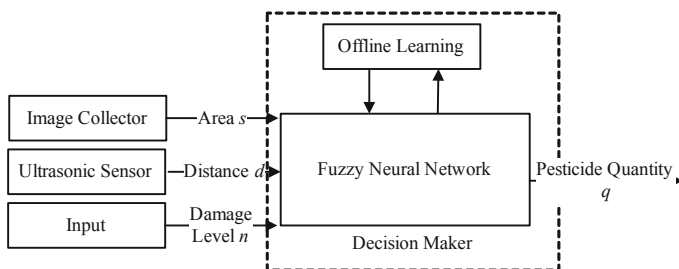 Offline Learning
Image Collector
Area s
Ultrasonic Sensor
Distance d
Fuzzy Neural Network
Pesticide Quantity
q
Input
Damage
Level n
Decision Maker